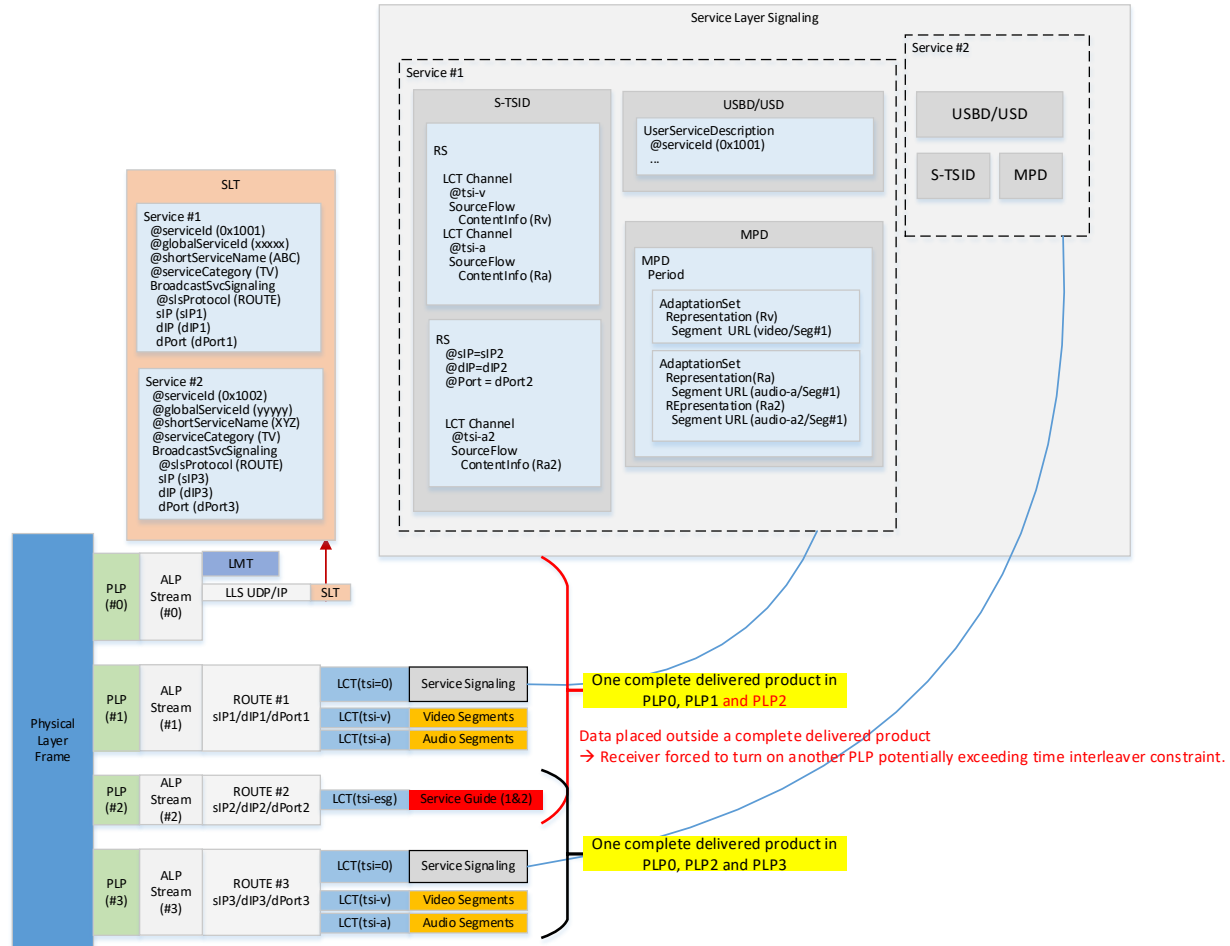 Service Layer Signaling
Service #1
S-TSID
RS
LCT Channel
@tsi-v
SourceFlow
ContentInfo (Rv)
LCT Channel
@tsi-a
SourceFlow
ContentInfo (Ra)
RS
@sIP=sIP2
@dIP=dIP2
@Port = dPort2
LCT Channel
@tsi-a2
SourceFlow
ContentInfo (Ra2)
USBD/USD
UserServiceDescription
@serviceId (0x1001)
...
MPD
MPD
Period
AdaptationSet
Representation (Rv)
Segment URL (video/Seg#1)
AdaptationSet
Representation(Ra)
Segment URL (audio-a/Seg#1)
REpresentation (Ra2)
Segment URL (audio-a2/Seg#1)
Service #2
USBD/USD
S-TSID
MPD
SLT
Service #1
@serviceId (0x1001)
@globalServiceId (xxxxx)
@shortServiceName (ABC)
@serviceCategory (TV)
BroadcastSvcSignaling
@slsProtocol (ROUTE)
sIP (sIP1)
dIP (dIP1)
dPort (dPort1)
Service #2
@serviceId (0x1002)
@globalServiceId (yyyyy)
@shortServiceName (XYZ)
@serviceCategory (TV)
BroadcastSvcSignaling
@slsProtocol (ROUTE)
sIP (sIP3)
dIP (dIP3)
dPort (dPort3)
Physical
Layer
Frame
PLP
(#0)
ALP
Stream
(#0)
LMT
LLS UDP/IP
SLT
PLP
(#1)
ALP
Stream
(#1)
ROUTE #1
sIP1/dIP1/dPort1
LCT(tsi=0)
Service Signaling
LCT(tsi-v)
Video Segments
LCT(tsi-a)
Audio Segments
PLP
(#2)
ALP
Stream
(#2)
ROUTE #2
sIP2/dIP2/dPort2
LCT(tsi-esg)
Service Guide (1&2)
PLP
(#3)
ALP
Stream
(#3)
ROUTE #3
sIP3/dIP3/dPort3
LCT(tsi=0)
Service Signaling
LCT(tsi-v)
Video Segments
LCT(tsi-a)
Audio Segments
One complete delivered product in
PLP0, PLP1 and PLP2
Data placed outside a complete delivered product
→ Receiver forced to turn on another PLP potentially exceeding time interleaver constraint.
One complete delivered product in
PLP0, PLP2 and PLP3